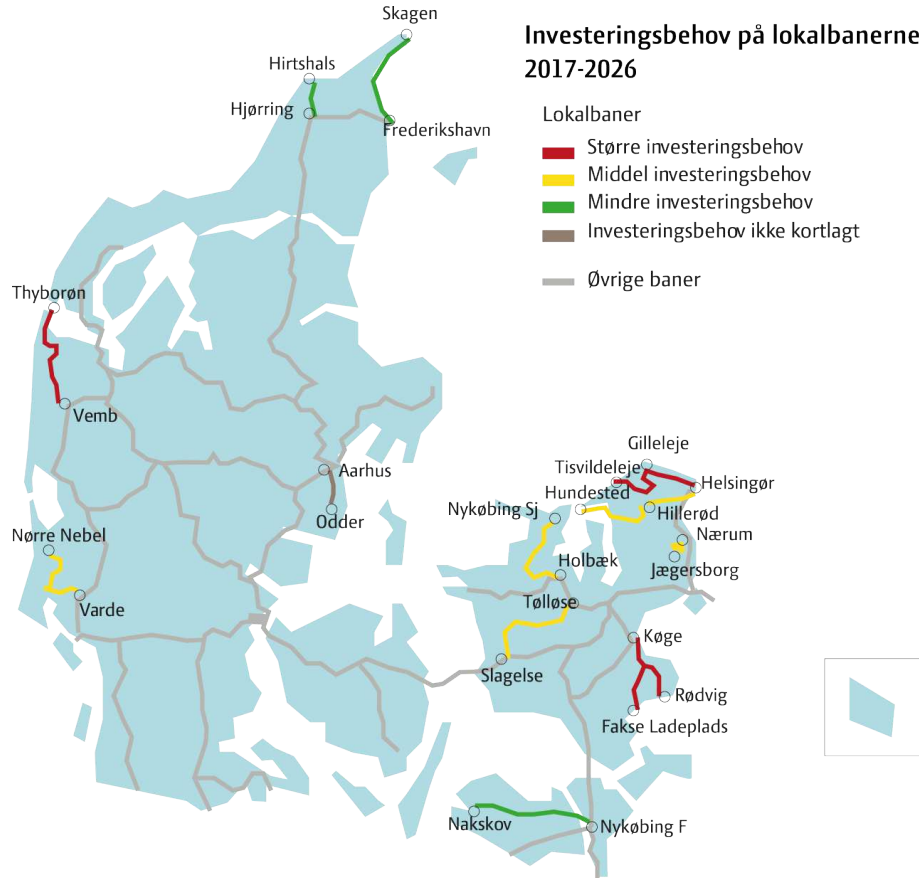 Investeringsbehov på lokalbanerne
2017-2026
Lokalbaner
Større investeringsbehov
Middel investeringsbehov
Mindre investeringsbehov
Investeringsbehov ikke kortlagt
Øvrige baner
Skagen
Hirtshals
Hjørring
Frederikshavn
Thyborøn
Vemb
Aarhus
Odder
Nørre Nebel
Varde
Gilleleje
Tisvildeleje
Helsingør
Hundested
Hillerød
Nykøbing Sj
Nærum
Jægersborg
Holbæk
Tølløse
Køge
Slagelse
Rødvig
Fakse Ladeplads
Nakskov
Nykøbing F